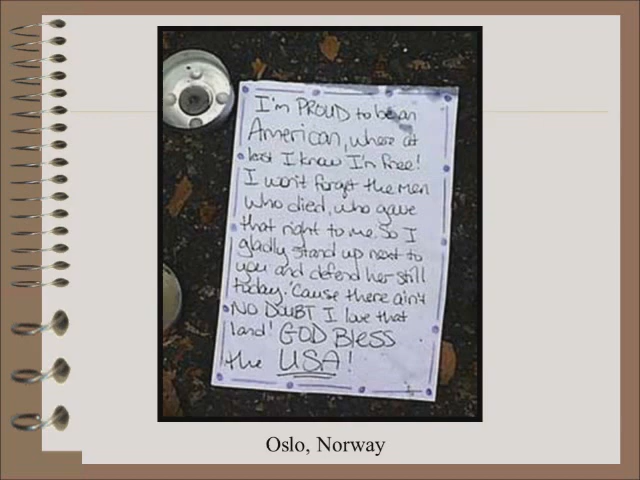 I'm PROUD to be an
American, where at
last I know I'm free!
I won't forget the men
who died, who gave
that right to me. So I
gladly stand up next to
you and defend her still
today. 'Cause there ain't
NO DOUBT I love that
land! GOD Bless
the USA!
Oslo, Norway